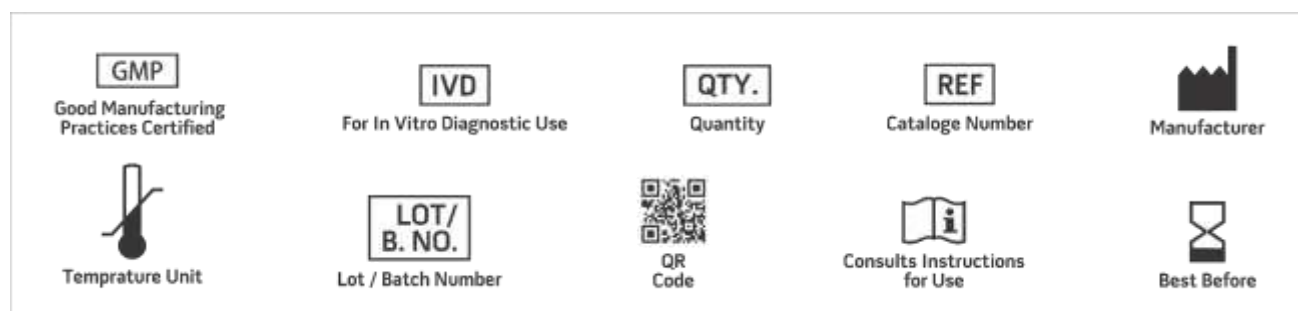 GMP
Good Manufacturing
Practices Certified
IVD
For In Vitro Diagnostic Use
QTY.
Quantity
REF
Cataloge Number
Manufacturer
Temprature Unit
LOT/
B. NO.
Lot / Batch Number
QR
Code
i
Consults Instructions
for Use
Best Before